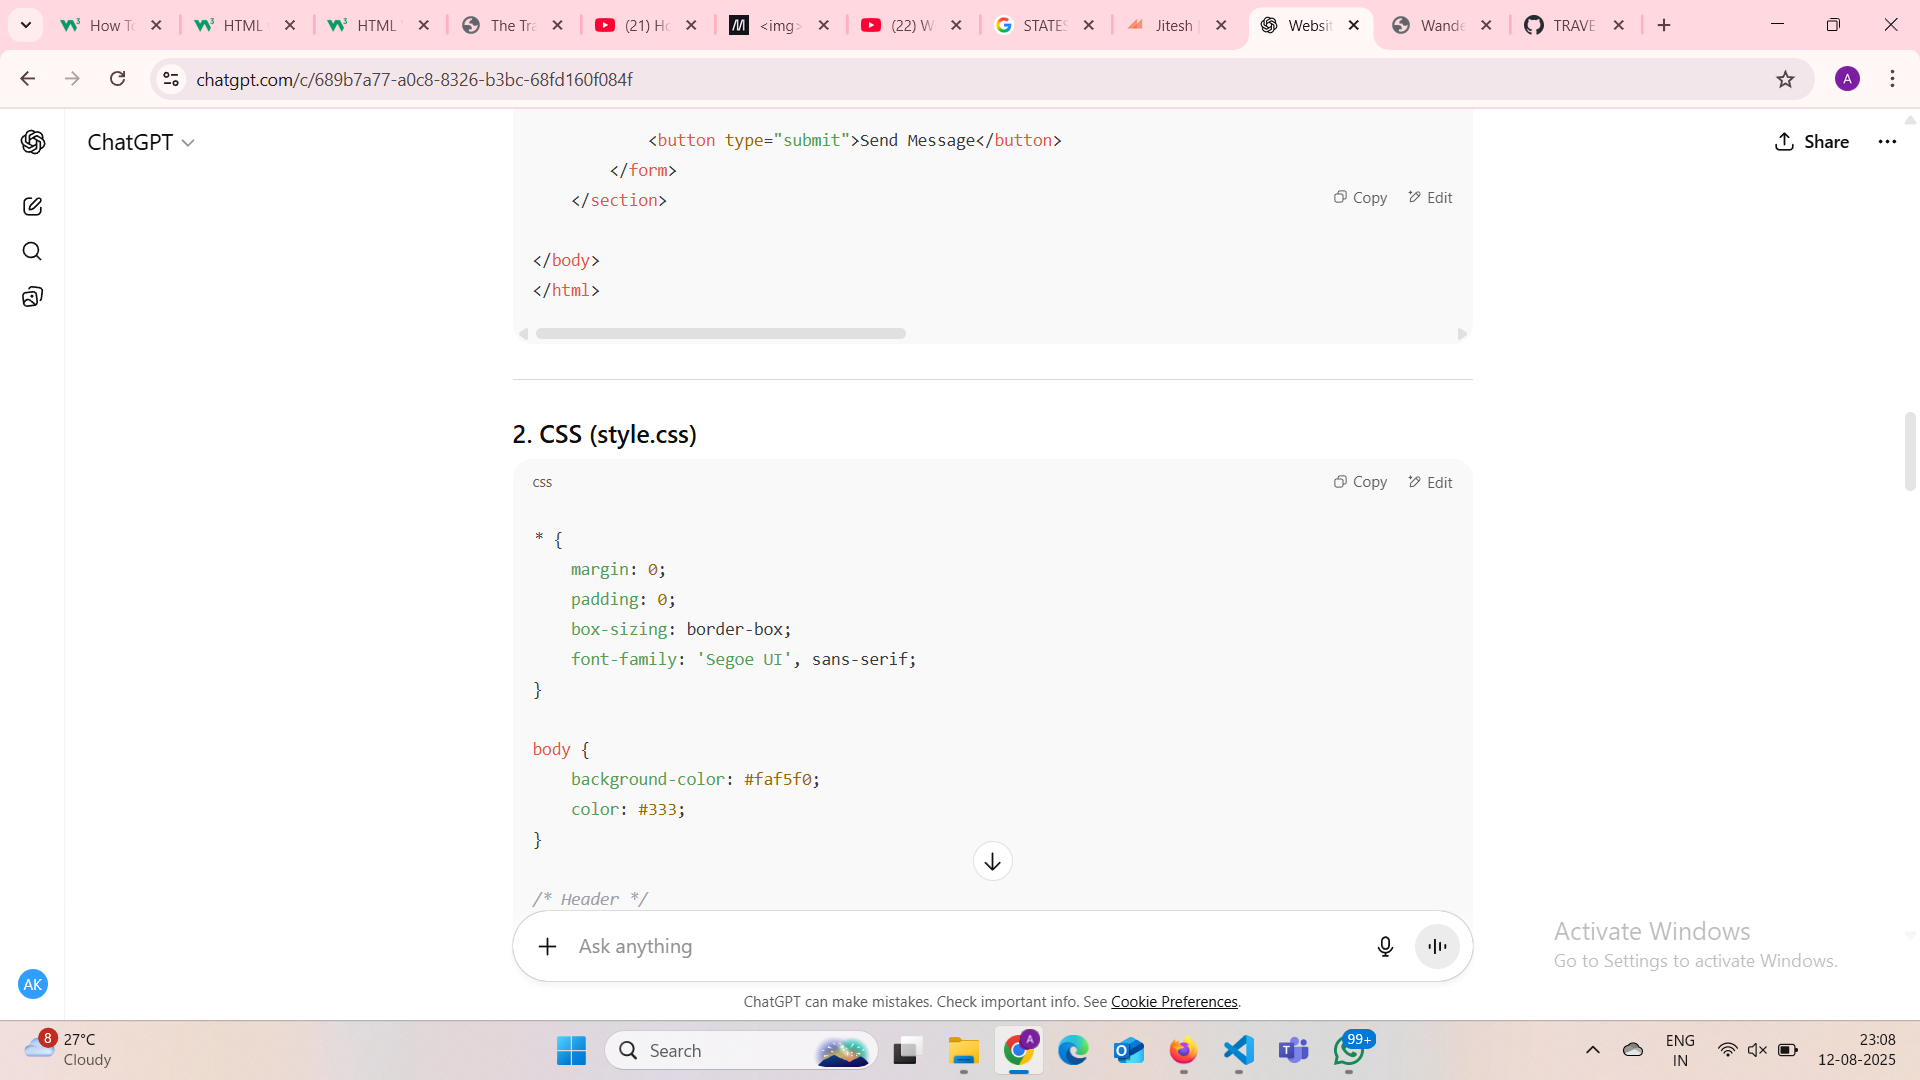 How To
HTML
HTML
The Tra
(21) Ho
<img>
(22) W
STATES
Jitesh
Websit
Wande
TRAVE
chatgpt.com/c/689b7a77-a0c8-8326-b3bc-68fd160f084f
A
ChatGPT
Share
<button type="submit">Send Message</button>
</form>
</section>
Copy
Edit
</body>
</html>
2. CSS (style.css)
css
Copy
Edit
* {
margin: 0;
padding: 0;
box-sizing: border-box;
font-family: 'Segoe UI', sans-serif;
}
body {
background-color: #faf5f0;
color: #333;
}
/* Header */
Ask anything
ChatGPT can make mistakes. Check important info. See Cookie Preferences.
AK
Activate Windows
Go to Settings to activate Windows.
8
27°C
Cloudy
Search
A
99+
ENG
IN
23:08
12-08-2025